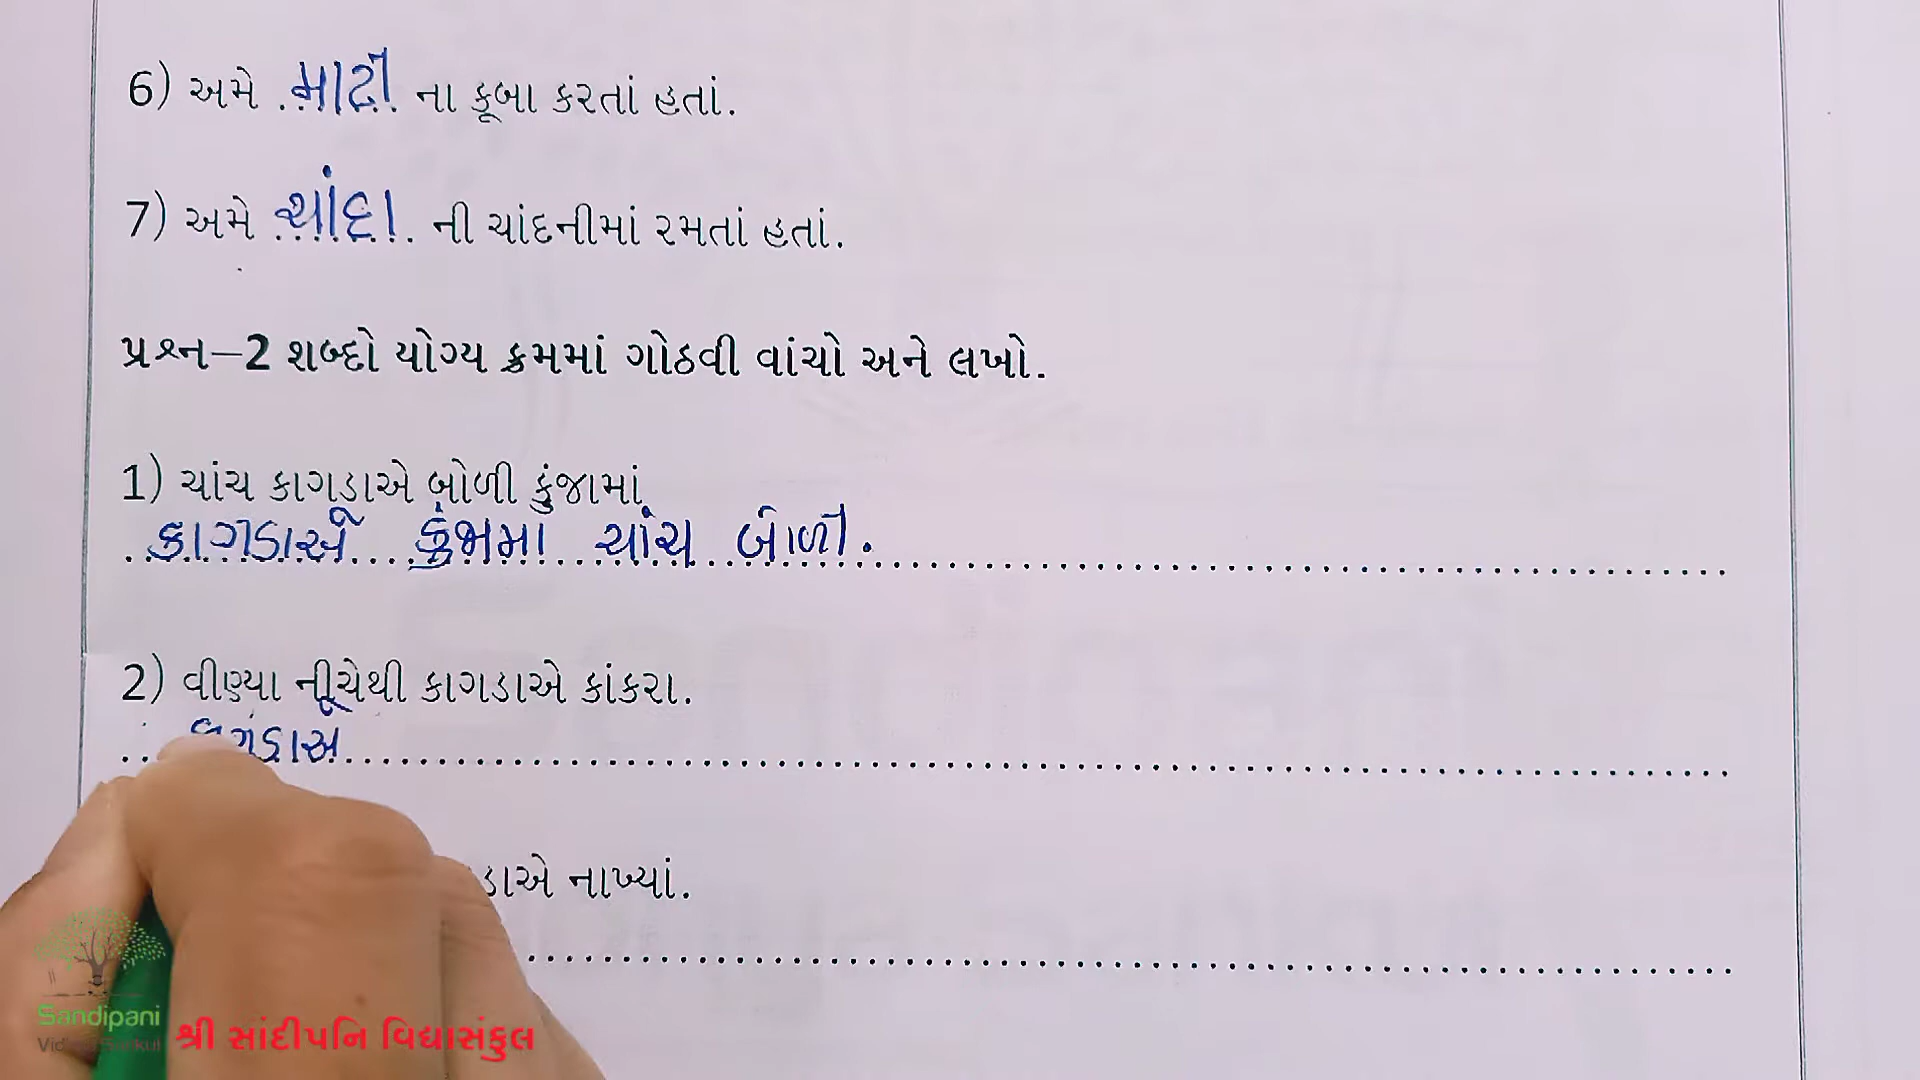 6) અમે માટી ના કૂબા કરતાં હતાં.
7) અમે ચાંદા ની ચાંદનીમાં રમતાં હતાં.
પ્રશ્ન-2 શબ્દો યોગ્ય ક્રમમાં ગોઠવી વાંચો અને લખો.
1) ચાંચ કાગડાએ બોળી કુંજામાં
કાગડાએ કુંજામા ચાંચ બોળી.
2) વીણ્યા નીચેથી કાગડાએ કાંકરા.
નાખ્યાં.
Sandipani
શ્રી સાંદીપનિ વિદ્યાસંકુલ